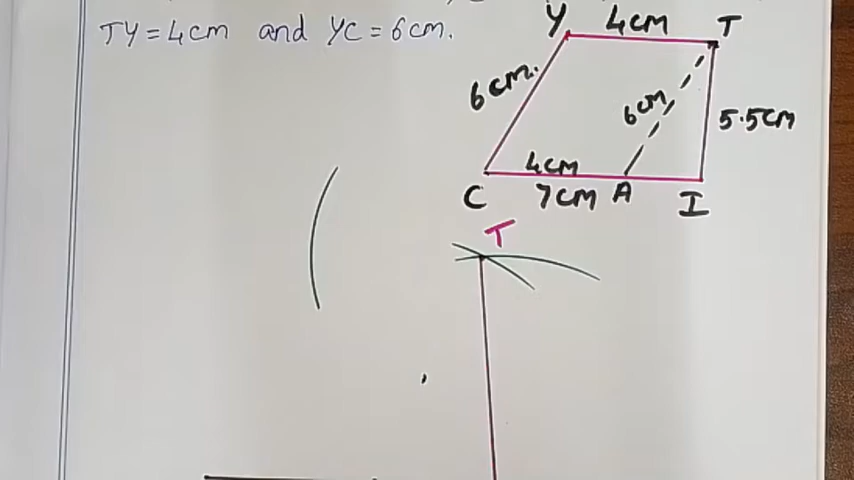 TY = 4cm and YC = 6cm.
Y 4cm T
6cm.
6cm
5.5cm
4cm
C 7cm A I
T